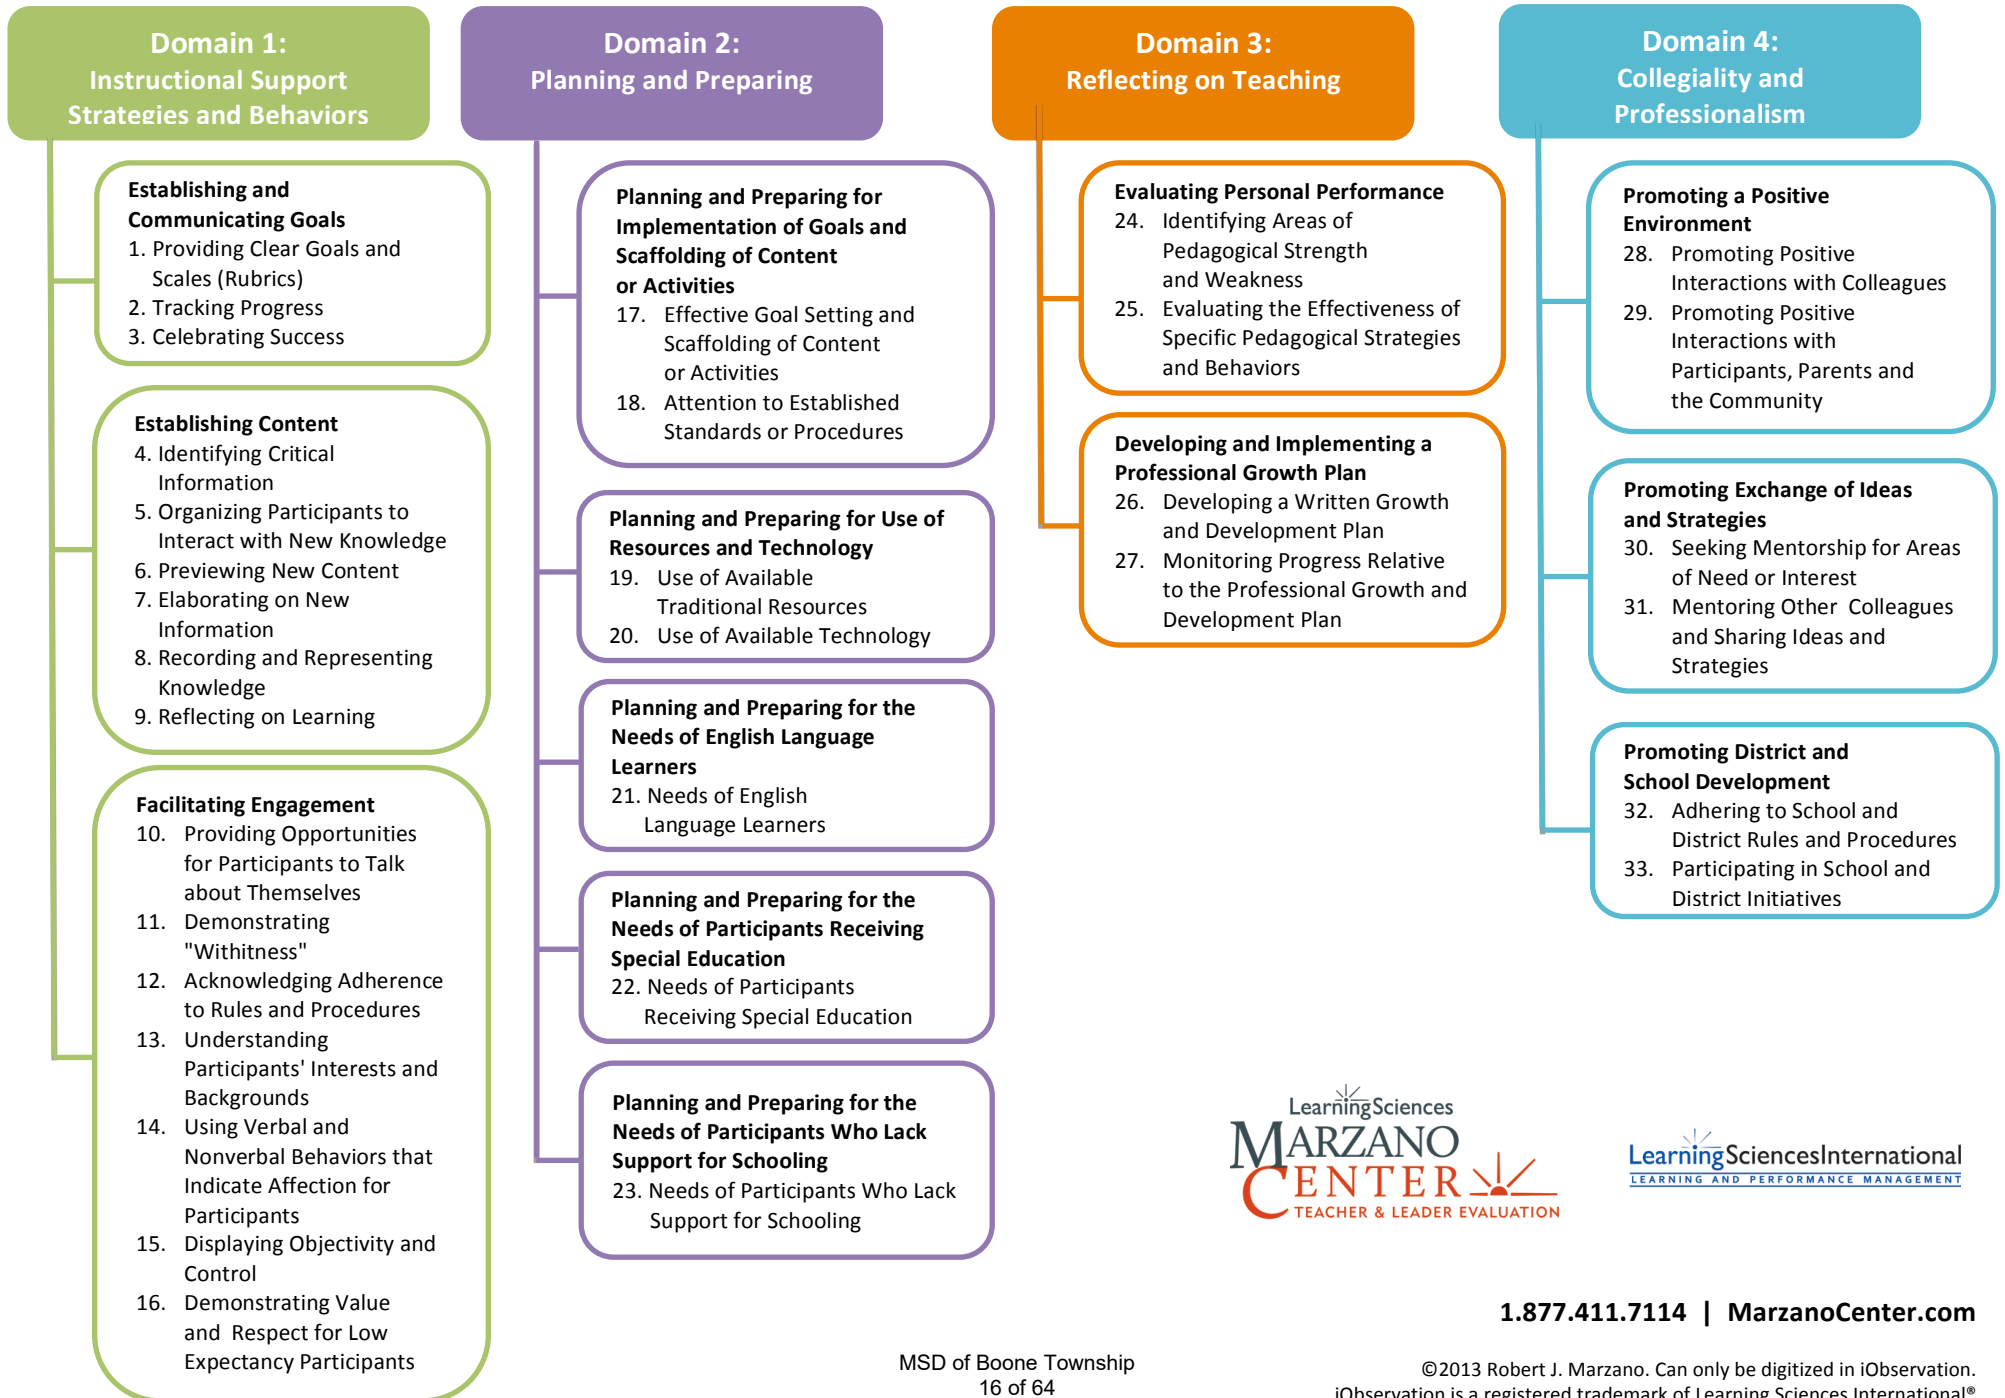 Domain 1:
Instructional Support
Strategies and Behaviors
Establishing and
Communicating Goals
1. Providing Clear Goals and
Scales (Rubrics)
2. Tracking Progress
3. Celebrating Success
Establishing Content
4. Identifying Critical
Information
5. Organizing Participants to
Interact with New Knowledge
6. Previewing New Content
7. Elaborating on New
Information
8. Recording and Representing
Knowledge
9. Reflecting on Learning
Facilitating Engagement
10. Providing Opportunities
for Participants to Talk
about Themselves
11. Demonstrating
"Withitness"
12. Acknowledging Adherence
to Rules and Procedures
13. Understanding
Participants' Interests and
Backgrounds
14. Using Verbal and
Nonverbal Behaviors that
Indicate Affection for
Participants
15. Displaying Objectivity and
Control
16. Demonstrating Value
and Respect for Low
Expectancy Participants
Domain 2:
Planning and Preparing
Planning and Preparing for
Implementation of Goals and
Scaffolding of Content
or Activities
17. Effective Goal Setting and
Scaffolding of Content
or Activities
18. Attention to Established
Standards or Procedures
Planning and Preparing for Use of
Resources and Technology
19. Use of Available
Traditional Resources
20. Use of Available Technology
Planning and Preparing for the
Needs of English Language
Learners
21. Needs of English
Language Learners
Planning and Preparing for the
Needs of Participants Receiving
Special Education
22. Needs of Participants
Receiving Special Education
Planning and Preparing for the
Needs of Participants Who Lack
Support for Schooling
23. Needs of Participants Who Lack
Support for Schooling
Domain 3:
Reflecting on Teaching
Evaluating Personal Performance
24. Identifying Areas of
Pedagogical Strength
and Weakness
25. Evaluating the Effectiveness of
Specific Pedagogical Strategies
and Behaviors
Developing and Implementing a
Professional Growth Plan
26. Developing a Written Growth
and Development Plan
27. Monitoring Progress Relative
to the Professional Growth and
Development Plan
Domain 4:
Collegiality and
Professionalism
Promoting a Positive
Environment
28. Promoting Positive
Interactions with Colleagues
29. Promoting Positive
Interactions with
Participants, Parents and
the Community
Promoting Exchange of Ideas
and Strategies
30. Seeking Mentorship for Areas
of Need or Interest
31. Mentoring Other Colleagues
and Sharing Ideas and
Strategies
Promoting District and
School Development
32. Adhering to School and
District Rules and Procedures
33. Participating in School and
District Initiatives
LearningSciences
MARZANO
CENTER
TEACHER & LEADER EVALUATION
LearningSciencesInternational
LEARNING AND PERFORMANCE MANAGEMENT
1.877.411.7114 | MarzanoCenter.com
MSD of Boone Township
16 of 64
©2013 Robert J. Marzano. Can only be digitized in iObservation.
iObservation is a registered trademark of Learning Sciences International®